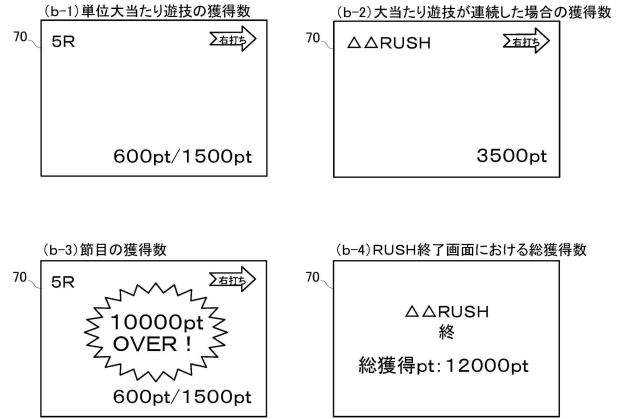 (b-1)単位大当たり遊技の獲得数
70
5R
右打ち
600pt/1500pt
(b-2)大当たり遊技が連続した場合の獲得数
70
△△RUSH
右打ち
3500pt
(b-3)節目の獲得数
70
5R
右打ち
10000pt
OVER!
600pt/1500pt
(b-4)RUSH終了画面における総獲得数
70
△△RUSH
終
総獲得pt:12000pt